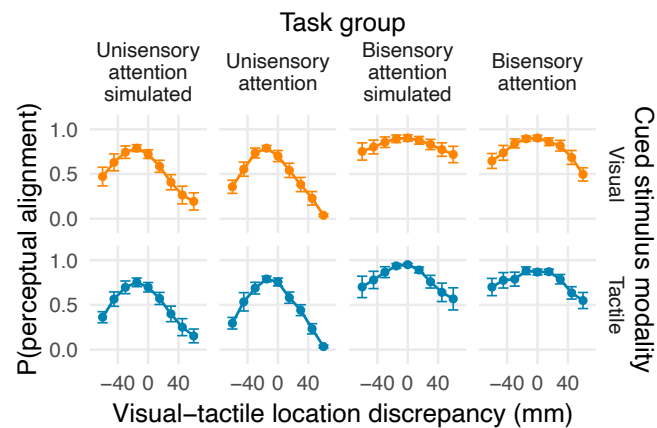 Task group
Unisensory
attention
simulated
Unisensory
attention
Bisensory
attention
simulated
Bisensory
attention
P(perceptual alignment)
1.0
0.5
0.0
Visual
1.0
0.5
0.0
Tactile
Cued stimulus modality
−40 0 40
−40 0 40
−40 0 40
−40 0 40
Visual−tactile location discrepancy (mm)